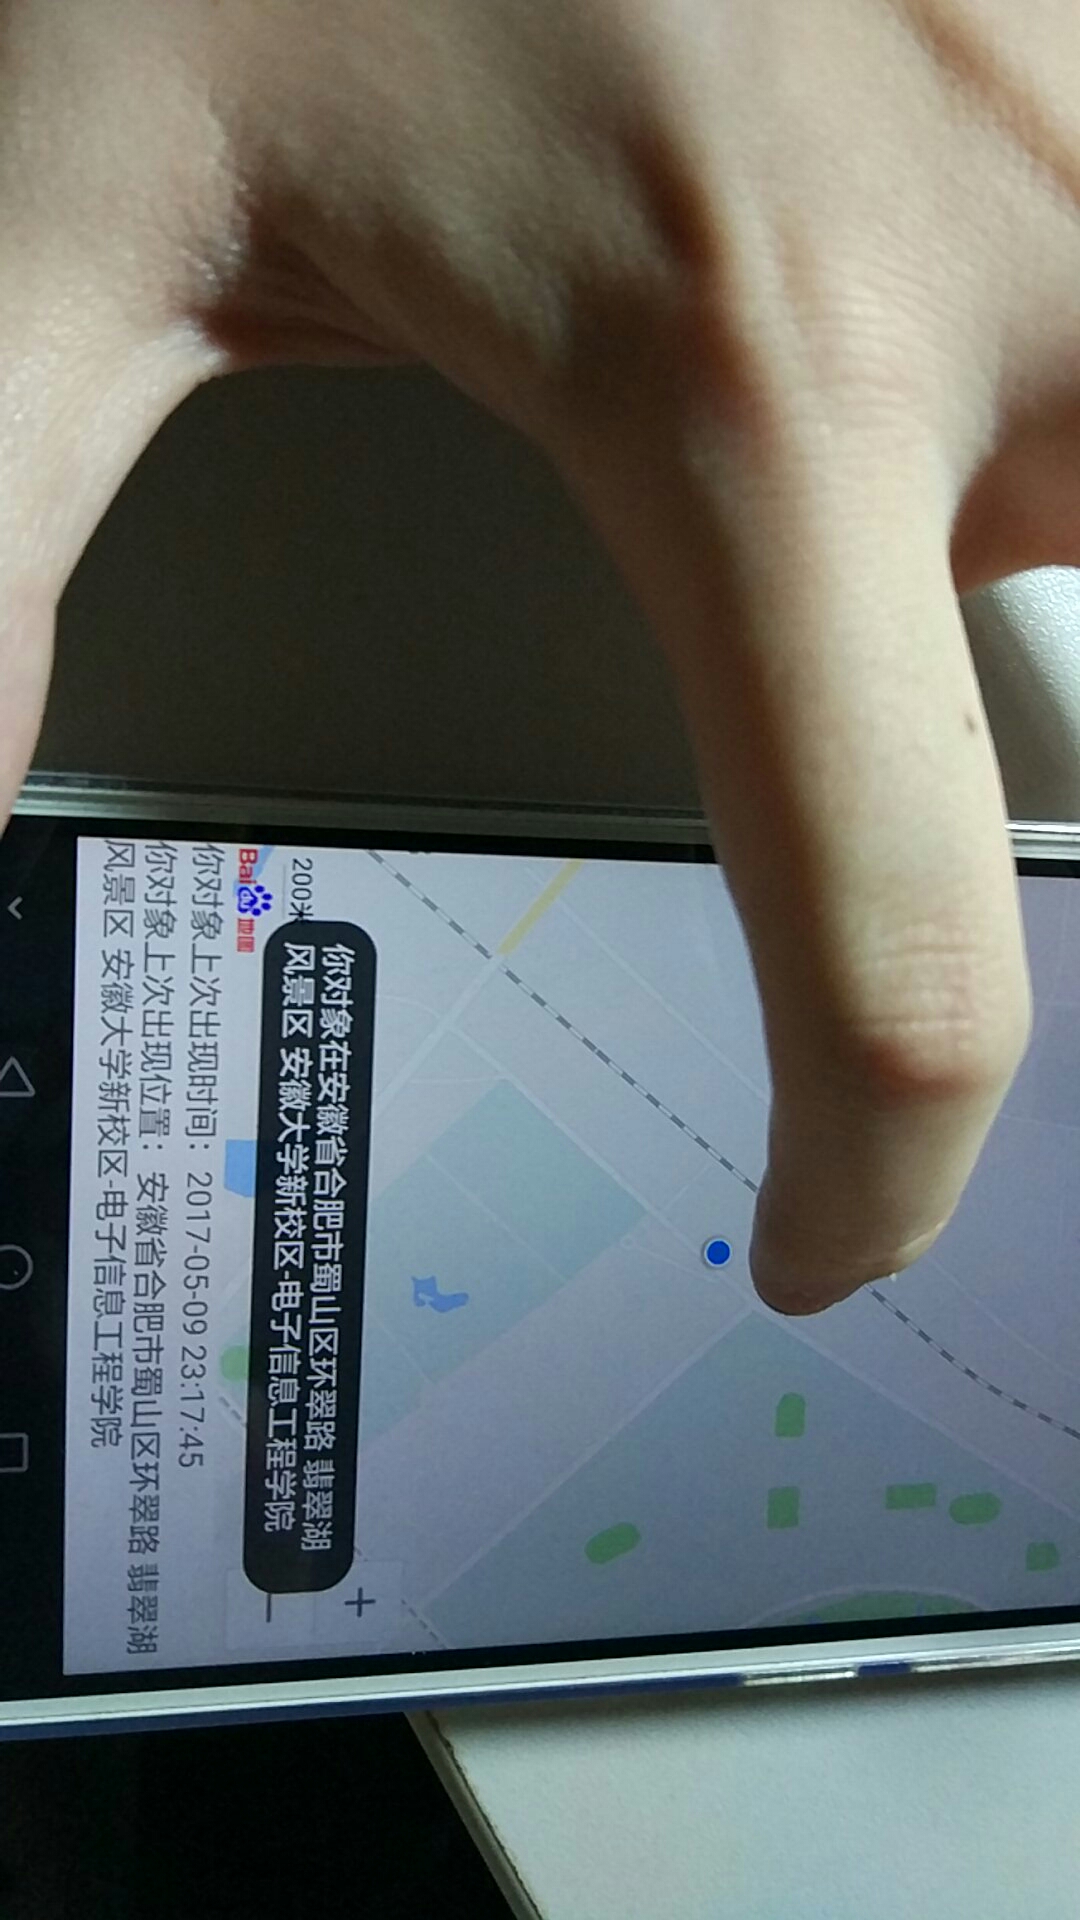 200米
你对象在安徽省合肥市蜀山区环翠路 翡翠湖
风景区 安徽大学新校区-电子信息工程学院
Bai 地图
你对象上次出现时间：2017-05-09 23:17:45
你对象上次出现位置：安徽省合肥市蜀山区环翠路 翡翠湖
风景区 安徽大学新校区-电子信息工程学院